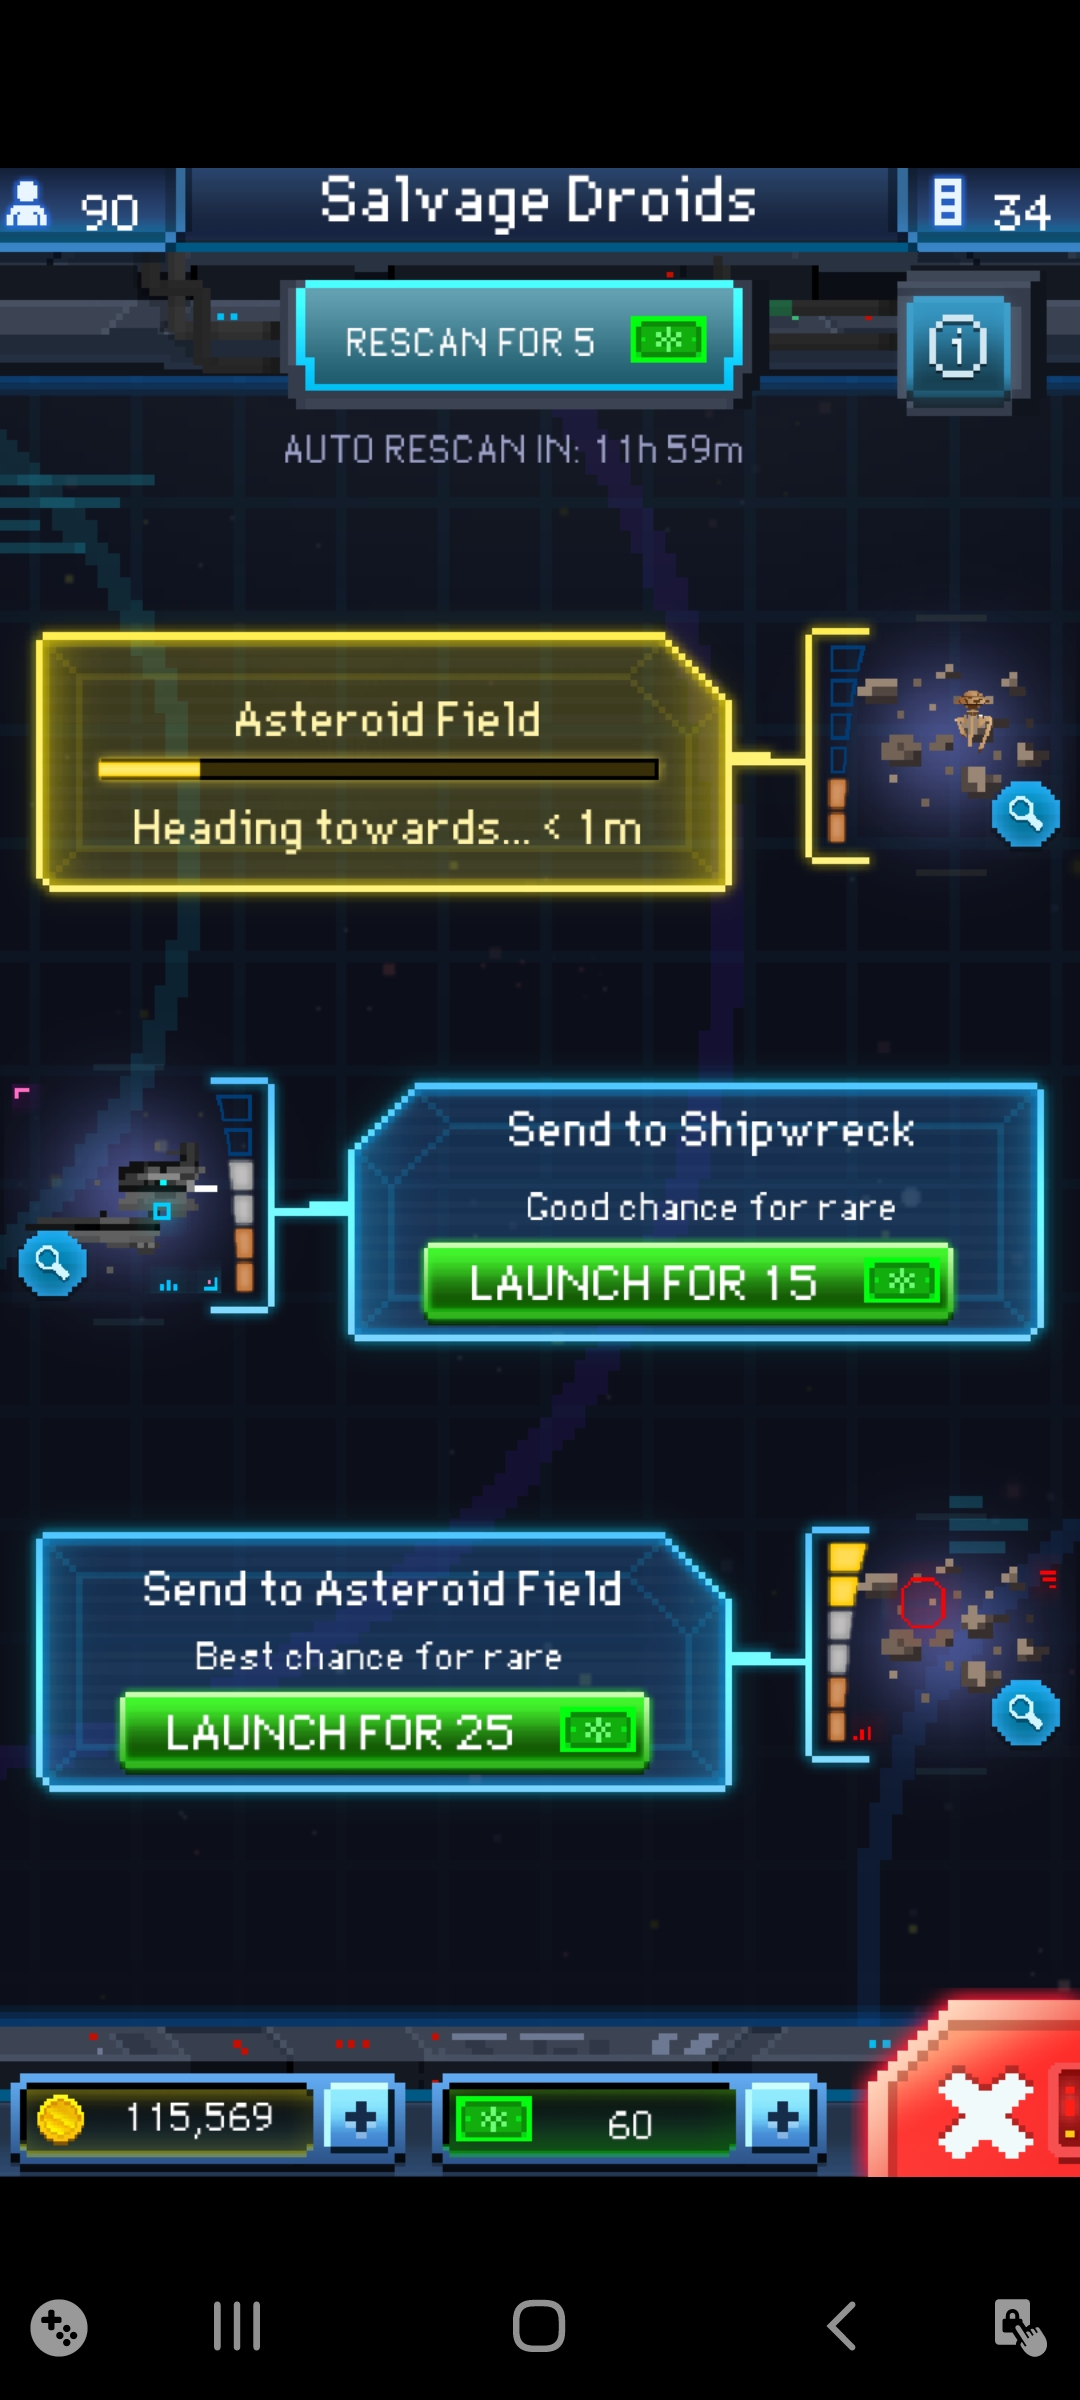 90
Salvage Droids
34
RESCAN FOR 5
AUTO RESCAN IN: 11h 59m
Asteroid Field
Heading towards... < 1m
Send to Shipwreck
Good chance for rare
LAUNCH FOR 15
Send to Asteroid Field
Best chance for rare
LAUNCH FOR 25
115,569
60